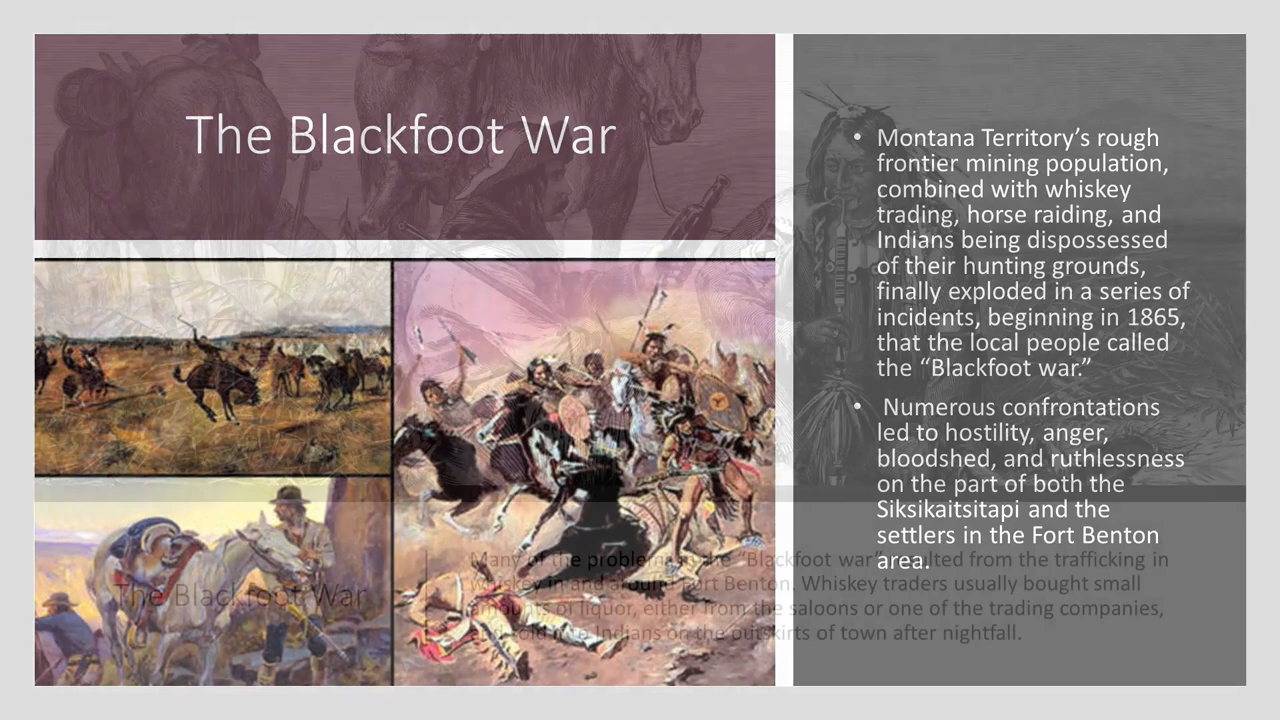 The Blackfoot War
• Montana Territory’s rough
frontier mining population,
combined with whiskey
trading, horse raiding, and
Indians being dispossessed
of their hunting grounds,
finally exploded in a series of
incidents, beginning in 1865,
that the local people called
the “Blackfoot war.”
• Numerous confrontations
led to hostility, anger,
bloodshed, and ruthlessness
on the part of both the
Siksikaitsitapi and the
settlers in the Fort Benton
area.
The Blackfoot War
Many of the problems in the “Blackfoot war” resulted from the trafficking in
whiskey in and around Fort Benton. Whiskey traders usually bought small
amounts of liquor, either from the saloons or one of the trading companies,
and sold Indians on the outskirts of town after nightfall.